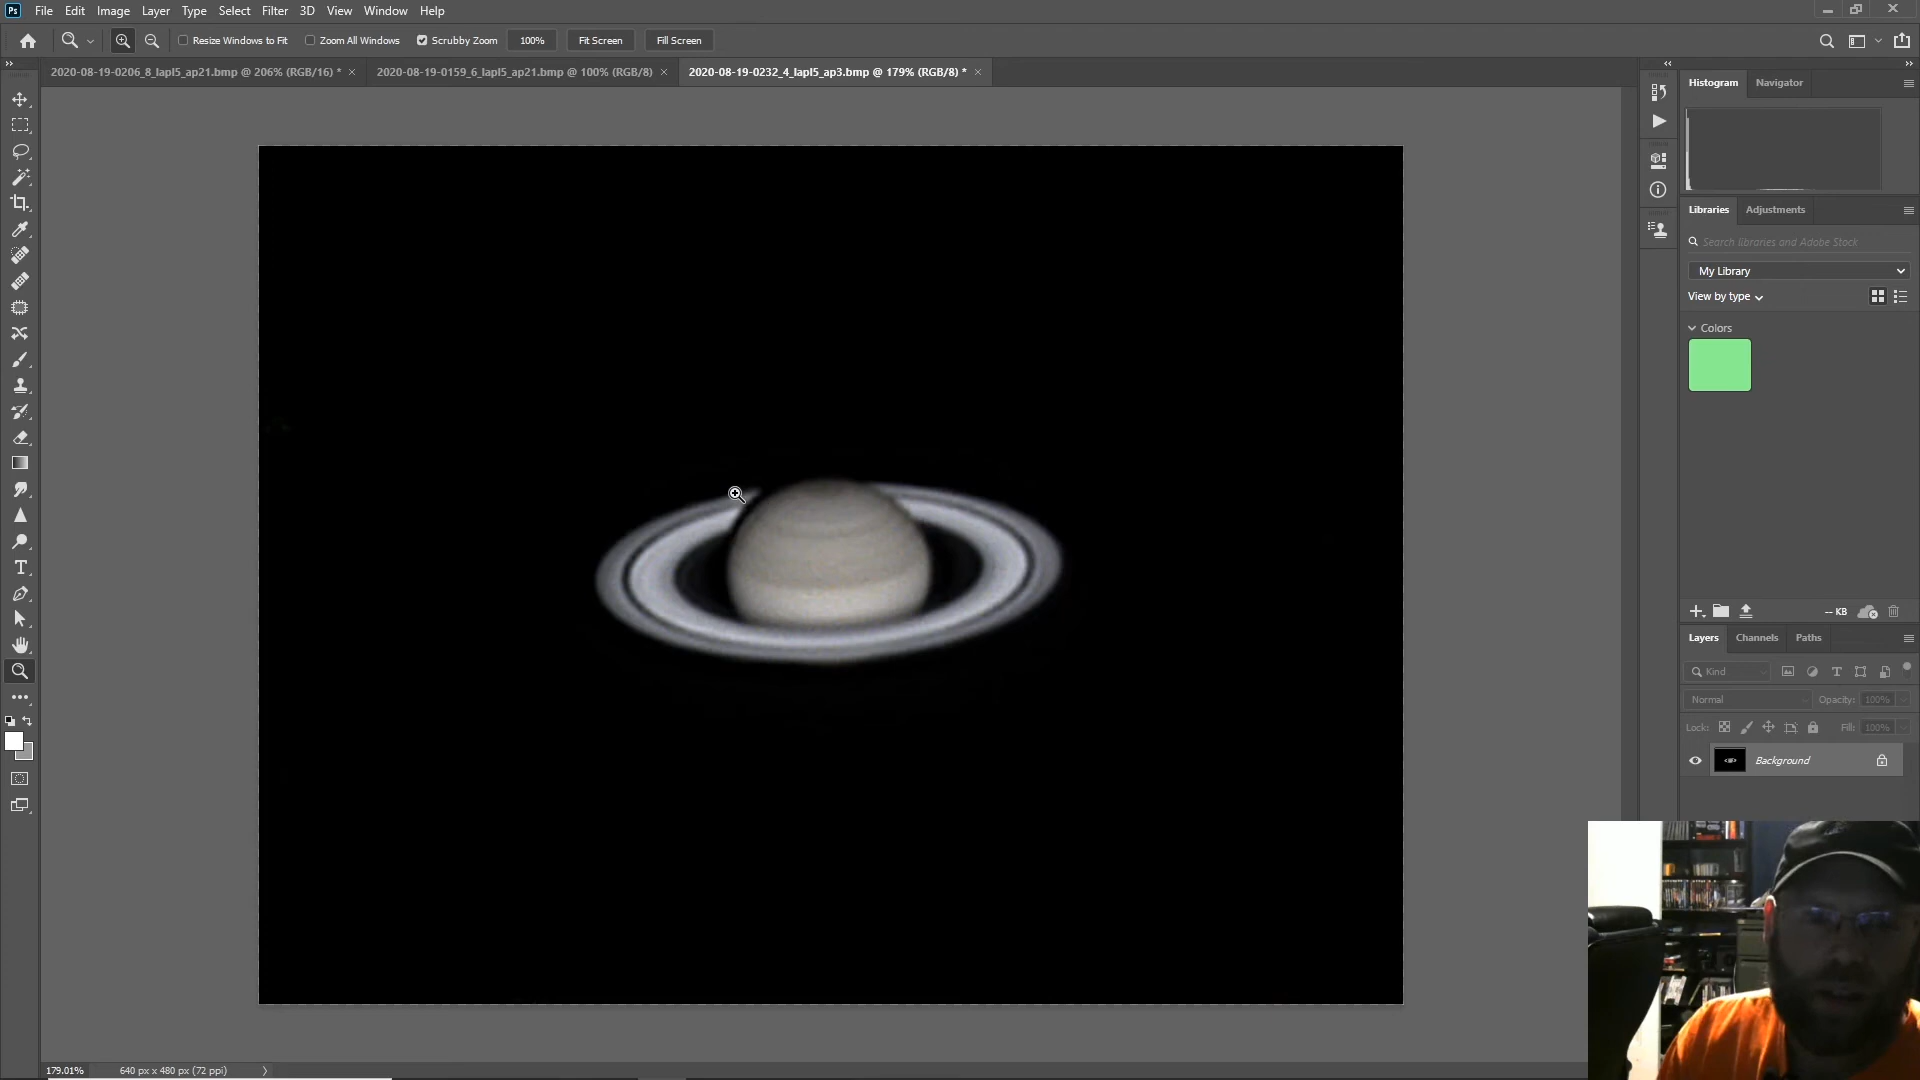 Ps File Edit Image Layer Type Select Filter 3D View Window Help
Resize Windows to Fit Zoom All Windows Scrubby Zoom 100% Fit Screen Fill Screen
2020-08-19-0206_8_lapl5_ap21.bmp @ 206% (RGB/16) * × 2020-08-19-0159_6_lapl5_ap21.bmp @ 100% (RGB/8) × 2020-08-19-0232_4_lapl5_ap3.bmp @ 179% (RGB/8) * ×
Histogram Navigator
Libraries Adjustments
Search libraries and Adobe Stock
My Library
View by type
Colors
-- KB
Layers Channels Paths
Kind
Normal Opacity: 100%
Lock: Fill: 100%
Background
179.01% 640 px x 480 px (72 ppi)